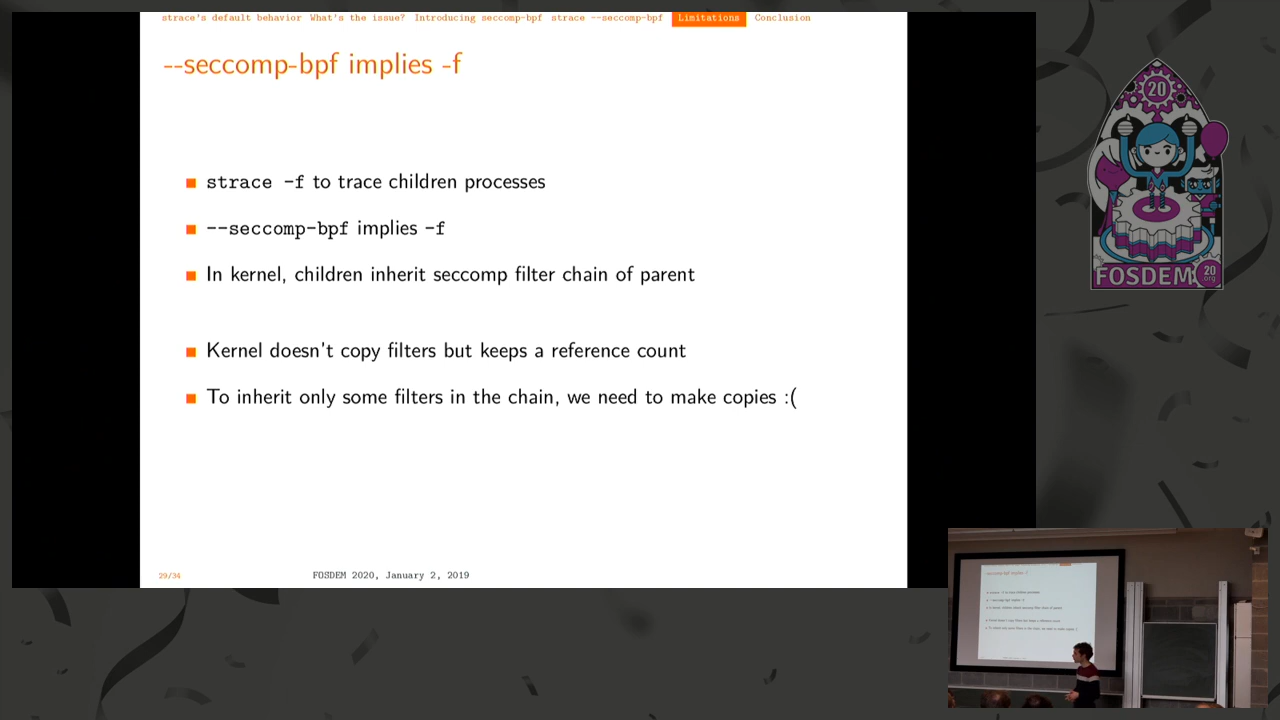 strace's default behavior What's the issue? Introducing seccomp-bpf strace --seccomp-bpf Limitations Conclusion
--seccomp-bpf implies -f
strace -f to trace children processes
--seccomp-bpf implies -f
In kernel, children inherit seccomp filter chain of parent
Kernel doesn't copy filters but keeps a reference count
To inherit only some filters in the chain, we need to make copies :(
29/34
FOSDEM 2020, January 2, 2019
20
FOSDEM
20
.org